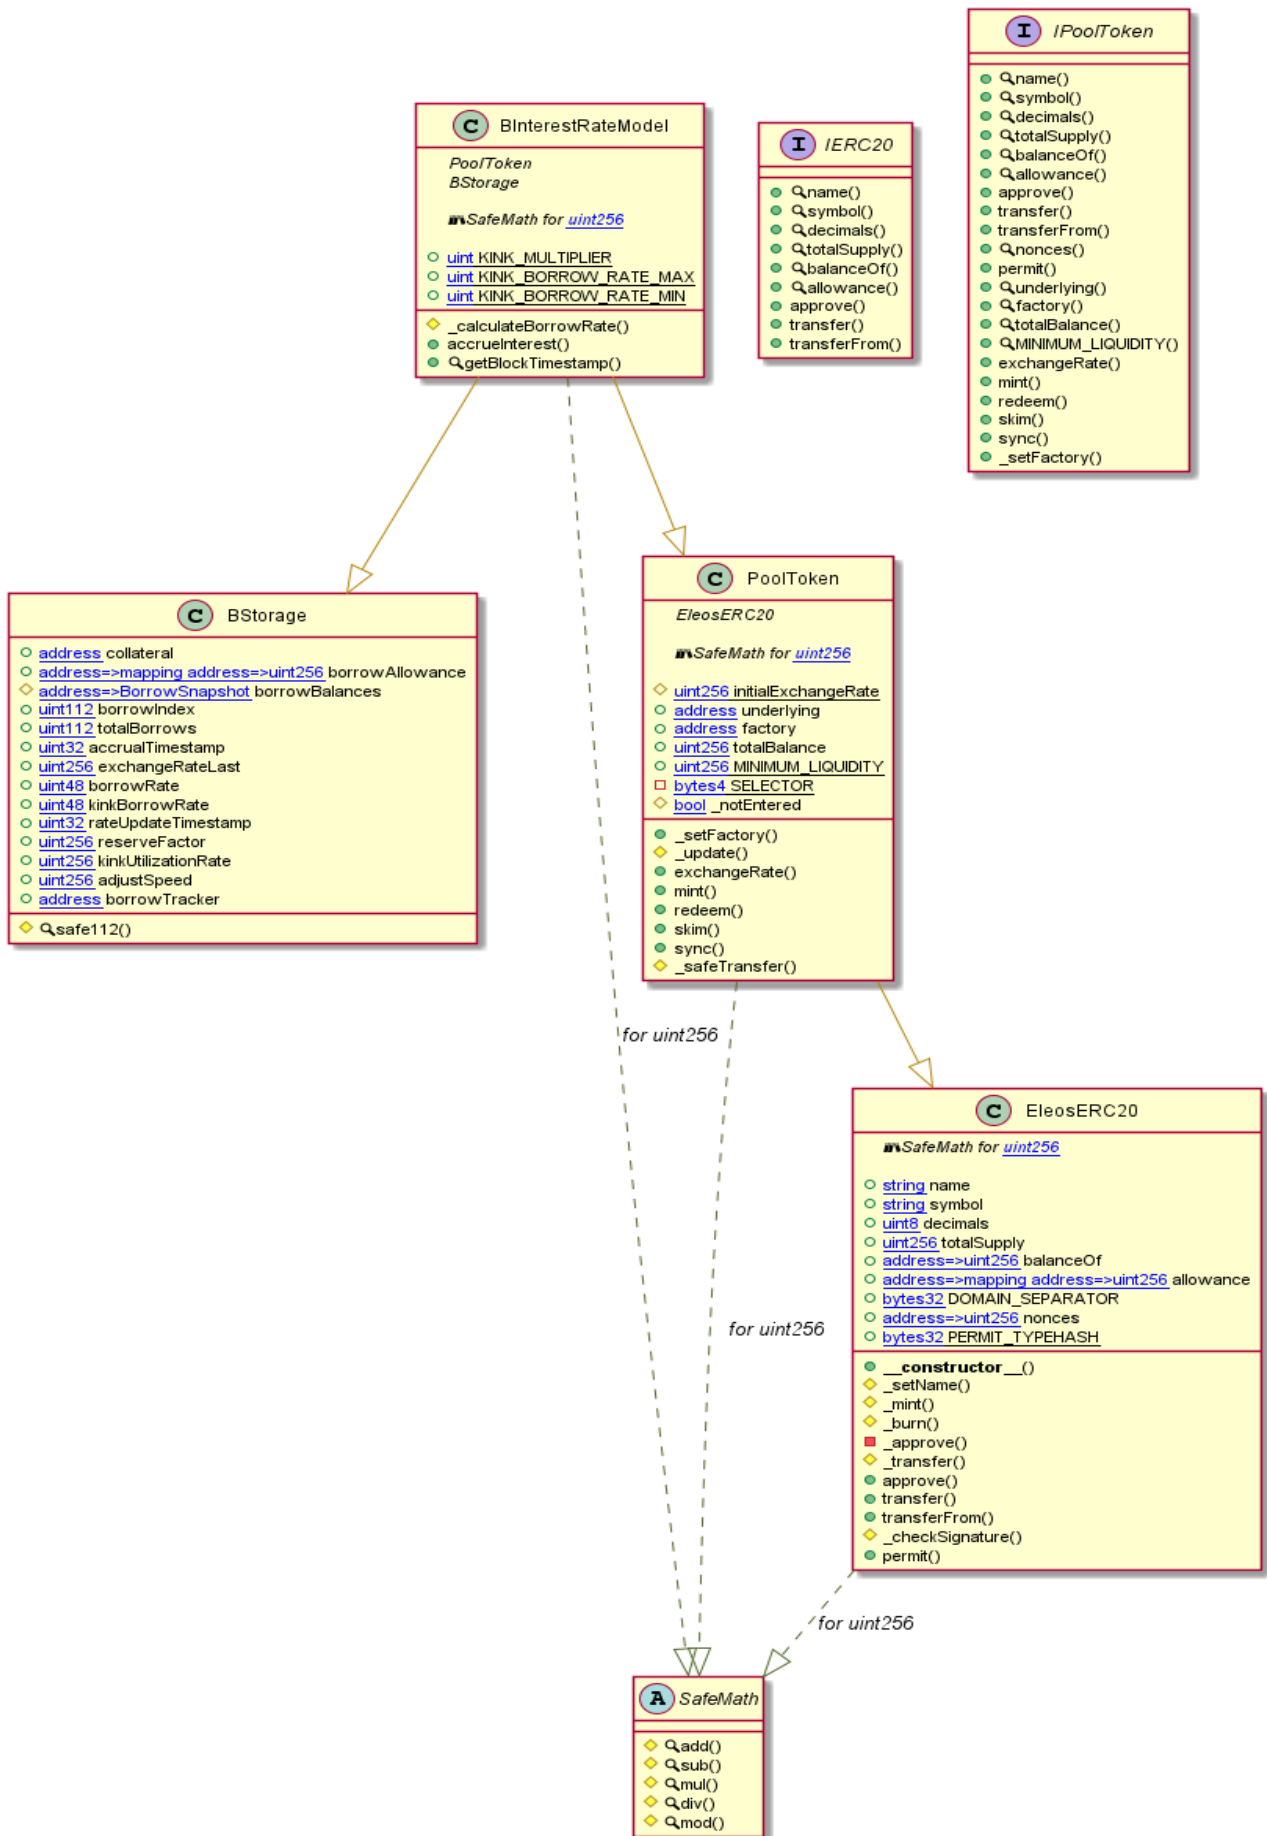 I IPoolToken
name()
symbol()
decimals()
totalSupply()
balanceOf()
allowance()
approve()
transfer()
transferFrom()
nonces()
permit()
underlying()
factory()
totalBalance()
MINIMUM_LIQUIDITY()
exchangeRate()
mint()
redeem()
skim()
sync()
_setFactory()
C BInterestRateModel
PoolToken
BStorage
SafeMath for uint256
uint KINK_MULTIPLIER
uint KINK_BORROW_RATE_MAX
uint KINK_BORROW_RATE_MIN
_calculateBorrowRate()
accrueInterest()
getBlockTimestamp()
I IERC20
name()
symbol()
decimals()
totalSupply()
balanceOf()
allowance()
approve()
transfer()
transferFrom()
C BStorage
address collateral
address=>mapping address=>uint256 borrowAllowance
address=>BorrowSnapshot borrowBalances
uint112 borrowIndex
uint112 totalBorrows
uint32 accrualTimestamp
uint256 exchangeRateLast
uint48 borrowRate
uint48 kinkBorrowRate
uint32 rateUpdateTimestamp
uint256 reserveFactor
uint256 kinkUtilizationRate
uint256 adjustSpeed
address borrowTracker
safe112()
C PoolToken
EleosERC20
SafeMath for uint256
uint256 initialExchangeRate
address underlying
address factory
uint256 totalBalance
uint256 MINIMUM_LIQUIDITY
bytes4 SELECTOR
bool _notEntered
_setFactory()
_update()
exchangeRate()
mint()
redeem()
skim()
sync()
_safeTransfer()
for uint256
for uint256
C EleosERC20
SafeMath for uint256
string name
string symbol
uint8 decimals
uint256 totalSupply
address=>uint256 balanceOf
address=>mapping address=>uint256 allowance
bytes32 DOMAIN_SEPARATOR
address=>uint256 nonces
bytes32 PERMIT_TYPEHASH
__constructor__()
_setName()
_mint()
_burn()
_approve()
_transfer()
approve()
transfer()
transferFrom()
_checkSignature()
permit()
for uint256
A SafeMath
add()
sub()
mul()
div()
mod()